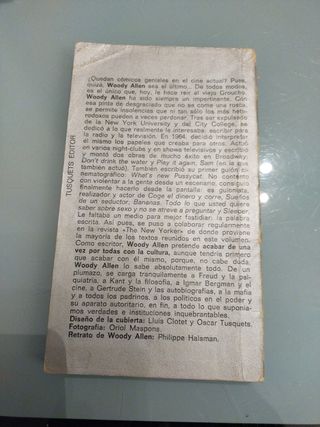 ¿Quedan cómicos geniales en el cine actual? Pues,
quizá, Woody Allen sea el último... De todos modos,
es el único que, hoy, le hace reír al viejo Groucho.
Woody Allen ha sido siempre un impertinente. Con
esa pinta de desgraciado que no se come una rosta,
se permite insolencias que ni tan sólo los más hete-
rodoxos pueden a veces perdonar. Tras ser expulsado
de la New York University y del City College, se
dedicó a lo que realmente le interesaba: escribir para
la radio y la televisión. En 1964, decidió interpretar
él mismo los papeles que creaba para otros. Actuó
en varios night-clubs y en shows televisivos y escribió
y montó dos obras de mucho éxito en Broadway,
Don't drink the water y Play it again, Sam (en la que
también actuó). También escribió su primer guión ci-
nematográfico: What's new Pussycat. No contento
con violentar a la gente desde un escenario, consiguió
finalmente hacerlo desde la pantalla: es guionista,
realizador y actor de Coge el dinero y corre, Sueños
de un seductor, Bananas, Todo lo que usted quiere
saber sobre sexo y no se atreve a preguntar y Sleeper.
Le faltaba un medio para mejor fastidiar: la palabra
escrita. Así pues, se puso a colaborar regularmente
en la revista «The New Yorker» de donde proviene
la mayoría de los textos reunidos en este volumen.
Como escritor, Woody Allen pretende acabar de una
vez por todas con la cultura, aunque tendría primero
que acabar con él mismo, porque, no cabe duda,
Woody Allen lo sabe absolutamente todo. De un
plumazo, se carga tranquilamente a Freud y la psi-
quiatría, a Kant y la filosofía, a Igmar Bergman y el
cine, a Gertrude Stein y las autobiografías, a la mafia
y a todos los padrinos, a los políticos en el poder y
su aparato autoritario, en fin, a todo lo que suponía-
mos verdades e instituciones inquebrantables.
Diseño de la cubierta: Lluís Clotet y Oscar Tusquets.
Fotografía: Oriol Maspons.
Retrato de Woody Allen: Philippe Halsman.
TUSQUETS EDITOR